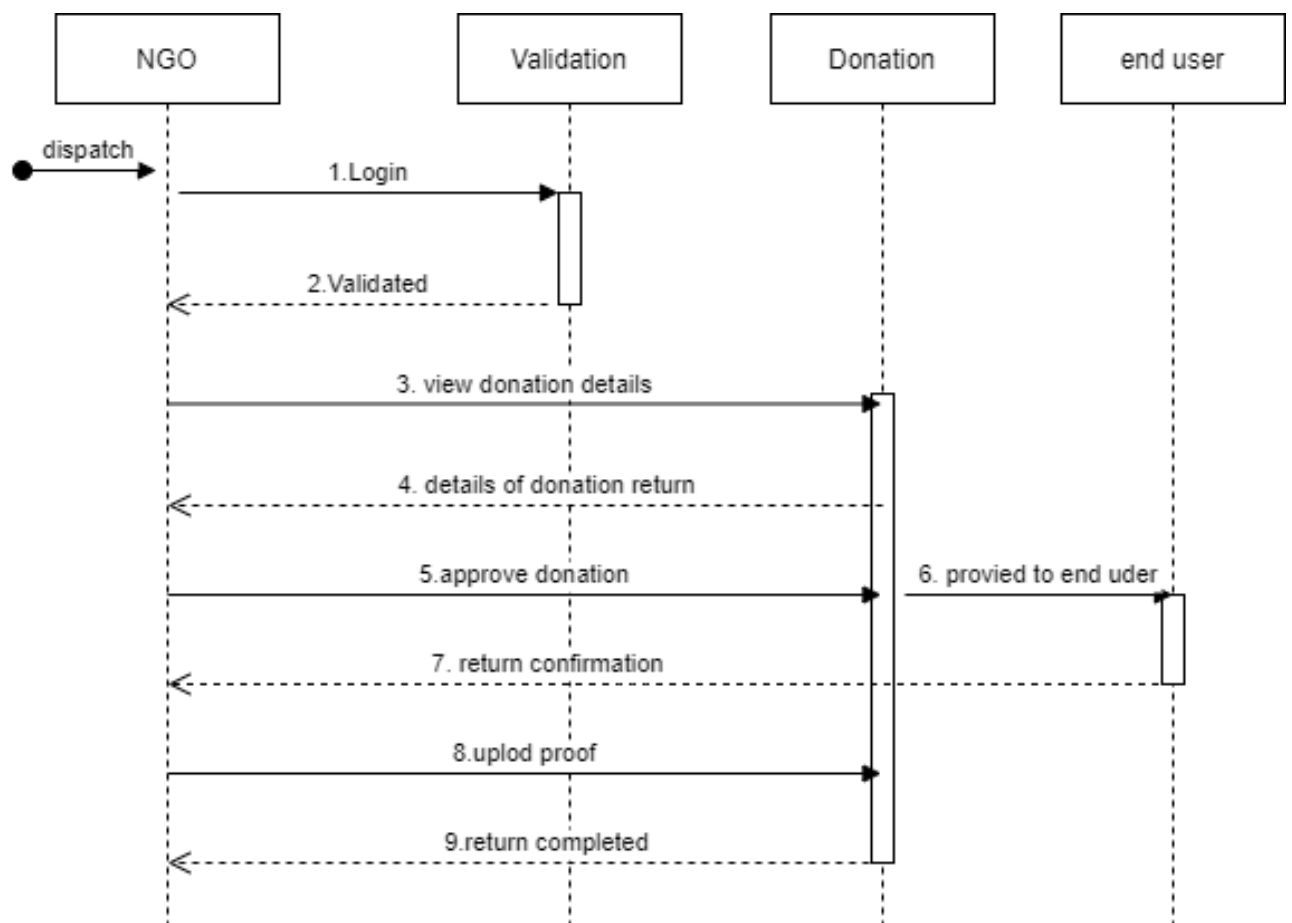 NGO
Validation
Donation
end user
dispatch
1.Login
2.Validated
3. view donation details
4. details of donation return
5.approve donation
6. provied to end uder
7. return confirmation
8.uplod proof
9.return completed